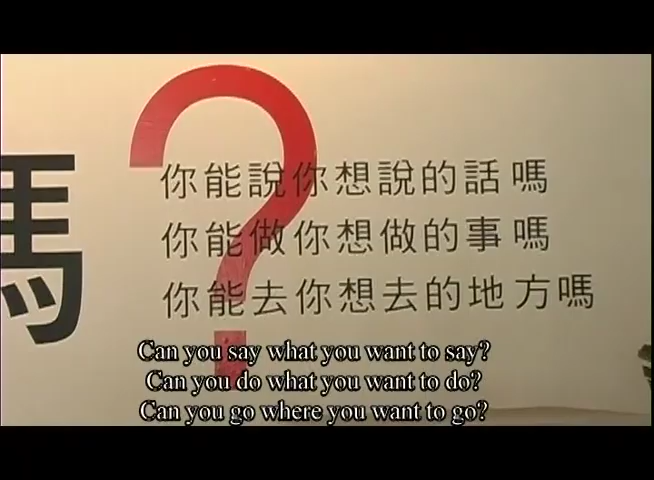 嗎?
你能說你想說的話嗎
你能做你想做的事嗎
你能去你想去的地方嗎
Can you say what you want to say?
Can you do what you want to do?
Can you go where you want to go?